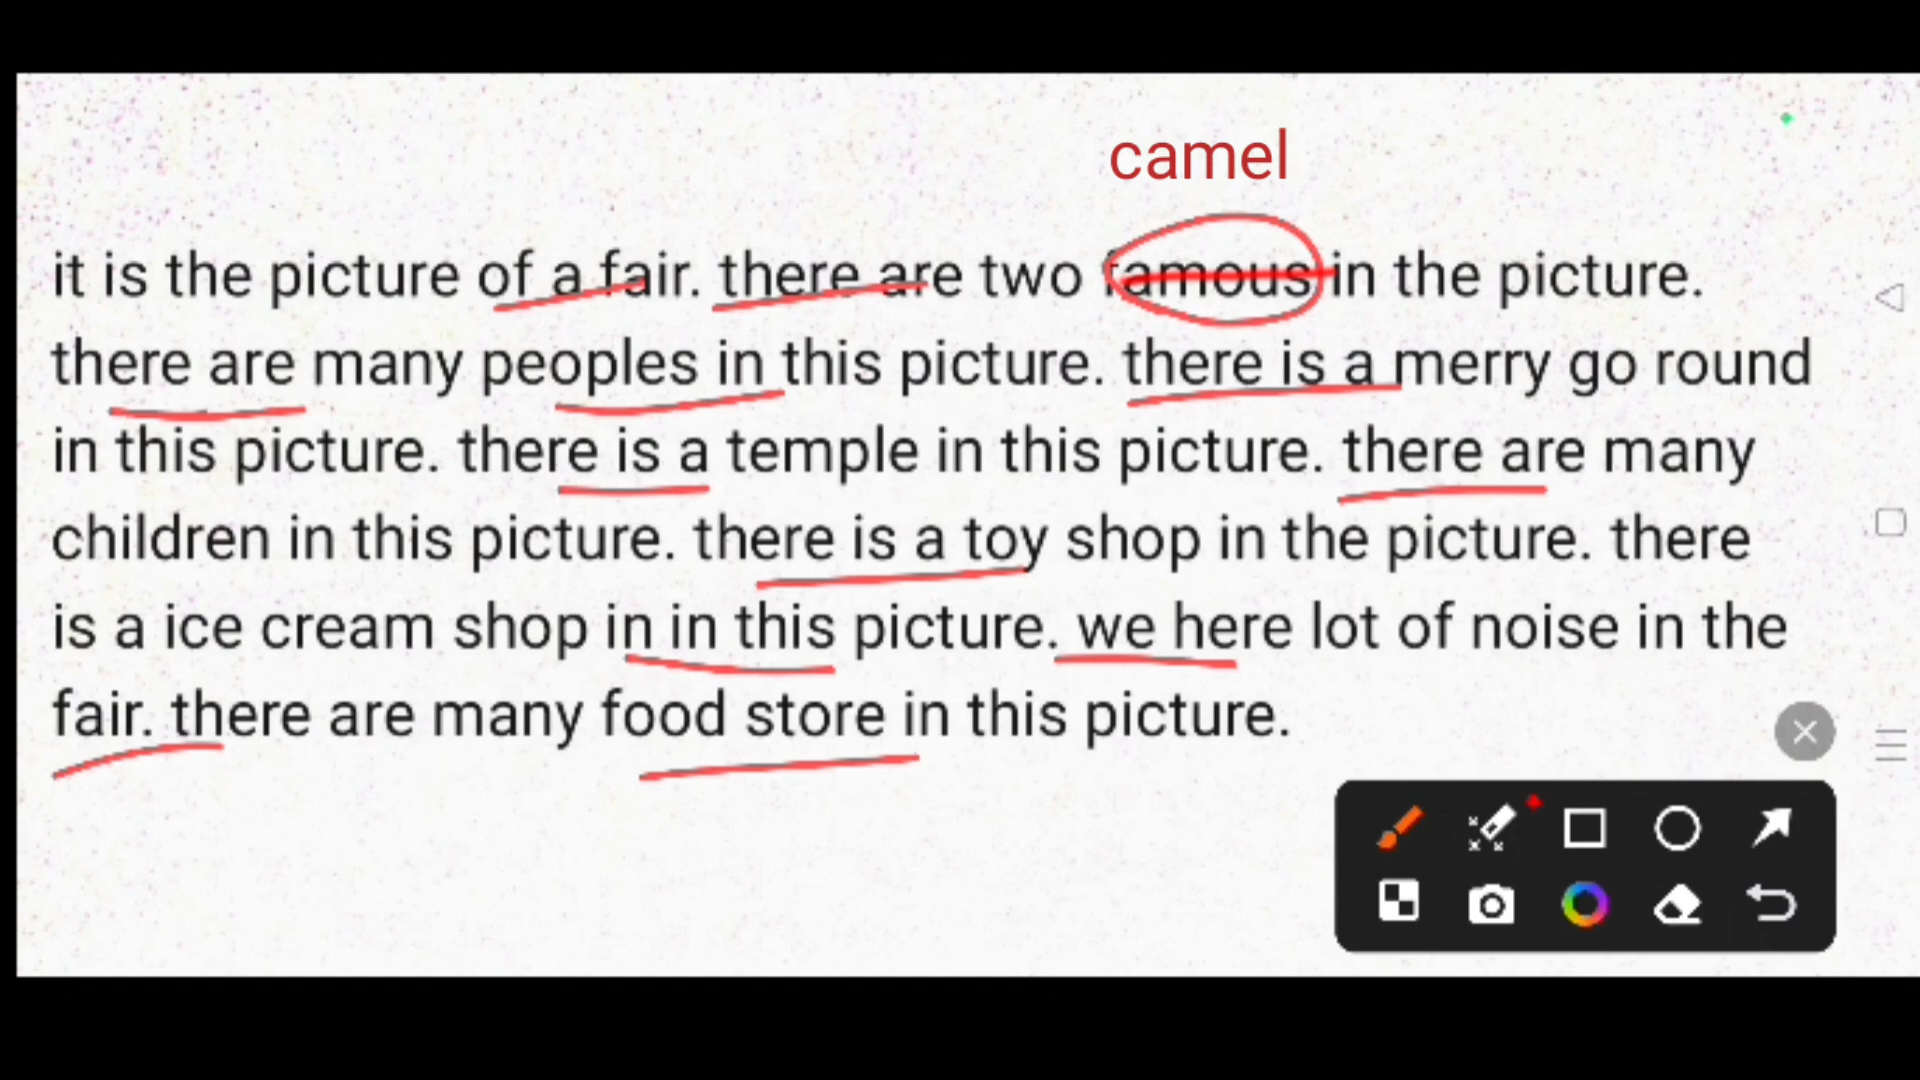 camel
it is the picture of a fair. there are two famous in the picture.
there are many peoples in this picture. there is a merry go round
in this picture. there is a temple in this picture. there are many
children in this picture. there is a toy shop in the picture. there
is a ice cream shop in in this picture. we here lot of noise in the
fair. there are many food store in this picture.